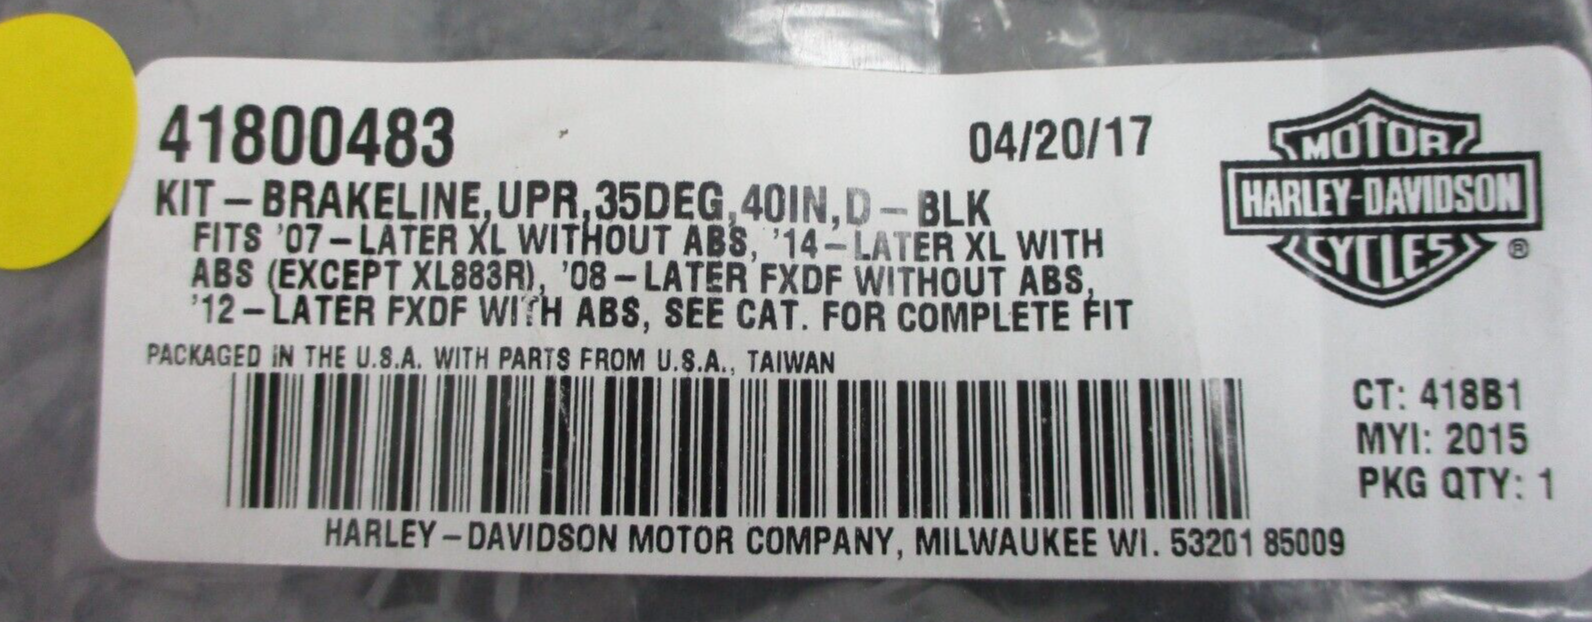 41800483 04/20/17
KIT-BRAKELINE,UPR,35DEG,40IN,D-BLK
FITS '07-LATER XL WITHOUT ABS, '14-LATER XL WITH
ABS (EXCEPT XL883R), '08-LATER FXDF WITHOUT ABS,
'12-LATER FXDF WITH ABS, SEE CAT. FOR COMPLETE FIT
PACKAGED IN THE U.S.A. WITH PARTS FROM U.S.A., TAIWAN
HARLEY-DAVIDSON MOTOR COMPANY, MILWAUKEE WI. 53201 85009
MOTOR
HARLEY-DAVIDSON
CYCLES ®
CT: 418B1
MYI: 2015
PKG QTY: 1